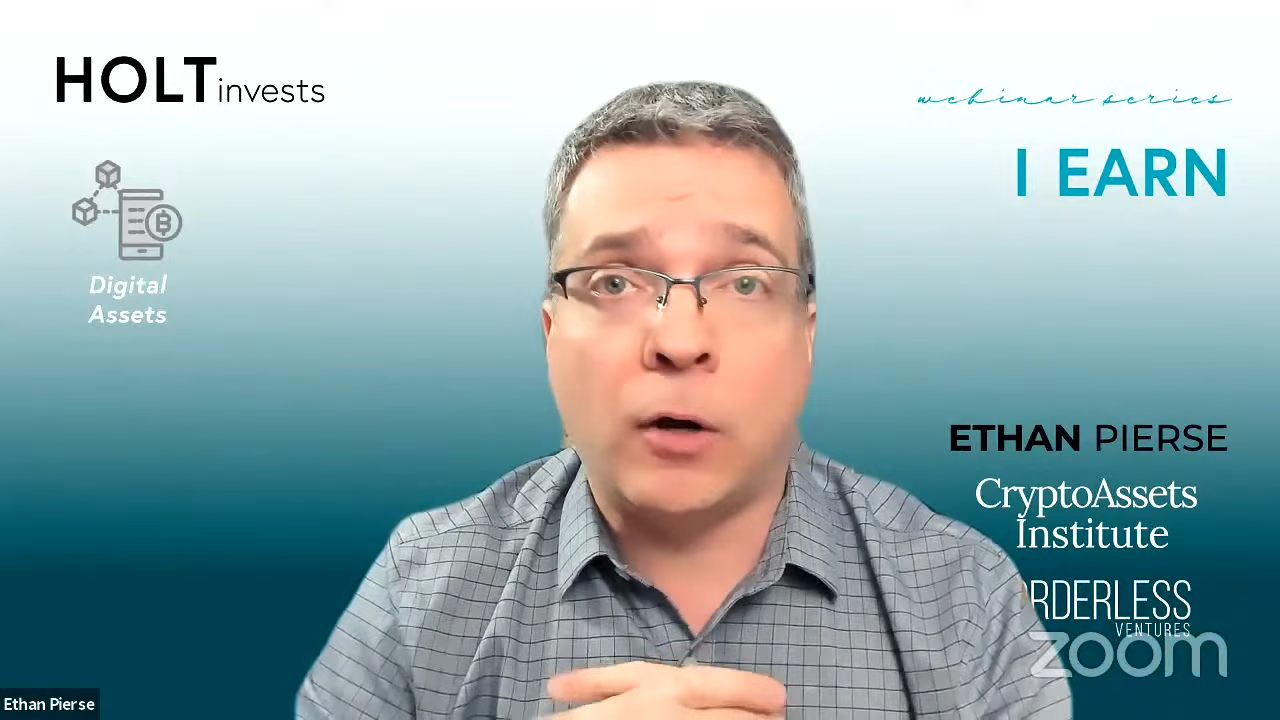 HOLTinvests
webinar series
I EARN
Digital
Assets
ETHAN PIERSE
CryptoAssets
Institute
RDERLESS
VENTURES
zoom
Ethan Pierse